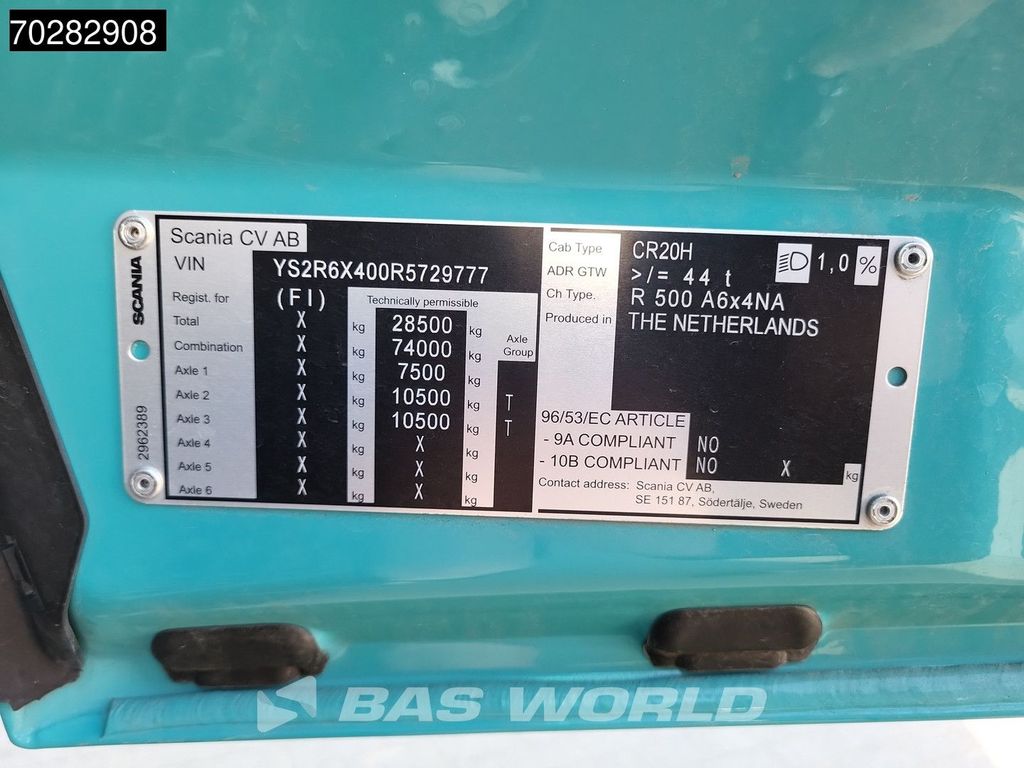 70282908
SCANIA
2962389
Scania CV AB
VIN YS2R6X400R5729777
Regist. for (FI) Technically permissible
Total X kg 28500 kg Axle Group
Combination X kg 74000 kg
Axle 1 X kg 7500 kg
Axle 2 X kg 10500 kg T
Axle 3 X kg 10500 kg T
Axle 4 X kg X kg
Axle 5 X kg X kg
Axle 6 X kg X kg
Cab Type CR20H 1,0 %
ADR GTW >/= 44 t
Ch Type. R 500 A6x4NA
Produced in THE NETHERLANDS
96/53/EC ARTICLE
- 9A COMPLIANT NO
- 10B COMPLIANT NO X kg
Contact address: Scania CV AB,
SE 151 87, Södertälje, Sweden
BAS WORLD